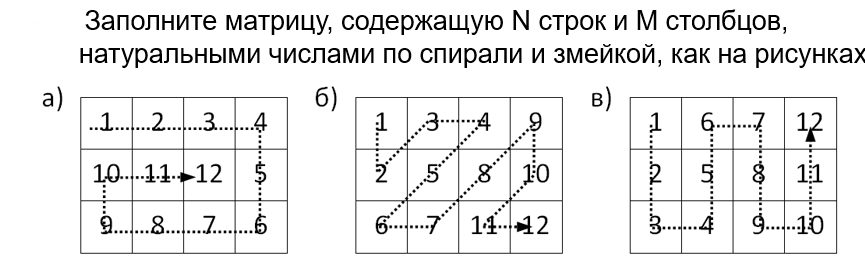 Заполните матрицу, содержащую N строк и M столбцов,
натуральными числами по спирали и змейкой, как на рисунках
а) б) в)
1 2 3 4 1 3 4 9 1 6 7 12
10 11 12 5 2 5 8 10 2 5 8 11
9 8 7 6 6 7 11 12 3 4 9 10